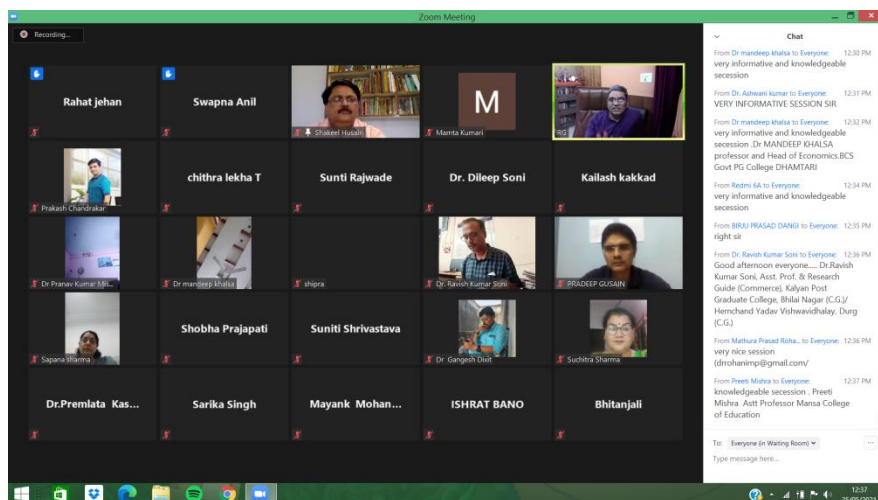 Zoom Meeting
Recording...
Rahat jehan
Swapna Anil
Shakeel Husain
M
Mamta Kumari
RG
Prakash Chandrakar
chithra lekha T
Sunti Rajwade
Dr. Dileep Soni
Kailash kakkad
Dr Pranav Kumar Mis...
Dr mandeep khalsa
shipra
Dr. Ravish Kumar Soni
PRADEEP GUSAIN
Sapana sharma
Shobha Prajapati
Suniti Shrivastava
Dr Gangesh Dixit
Suchitra Sharma
Dr.Premlata Kas...
Sarika Singh
Mayank Mohan...
ISHRAT BANO
Bhitanjali
Chat
From Dr mandeep khalsa to Everyone: 12:30 PM
very informative and knowledgeable
secession
From Dr. Ashwani kumar to Everyone: 12:31 PM
VERY INFORMATIVE SESSION SIR
From Dr mandeep khalsa to Everyone: 12:32 PM
very informative and knowledgeable
secession .Dr MANDEEP KHALSA
professor and Head of Economics.BCS
Govt PG College DHAMTARI
From Redmi 6A to Everyone: 12:34 PM
very informative and knowledgeable
secession
From BIRJU PRASAD DANGI to Everyone: 12:35 PM
right sir
From Dr. Ravish Kumar Soni to Everyone: 12:36 PM
Good afternoon everyone..... Dr.Ravish
Kumar Soni, Asst. Prof. & Research
Guide (Commerce), Kalyan Post
Graduate College, Bhilai Nagar (C.G.)/
Hemchand Yadav Vishwavidhalay, Durg
(C.G.)
From Mathura Prasad Roha... to Everyone: 12:36 PM
very nice session
(drrohanimp@gmail.com/
From Preeti Mishra to Everyone: 12:37 PM
knowledgeable secession . Preeti
Mishra Astt Professor Mansa College
of Education
To: Everyone (in Waiting Room)
Type message here...
12:37
25/05/2021